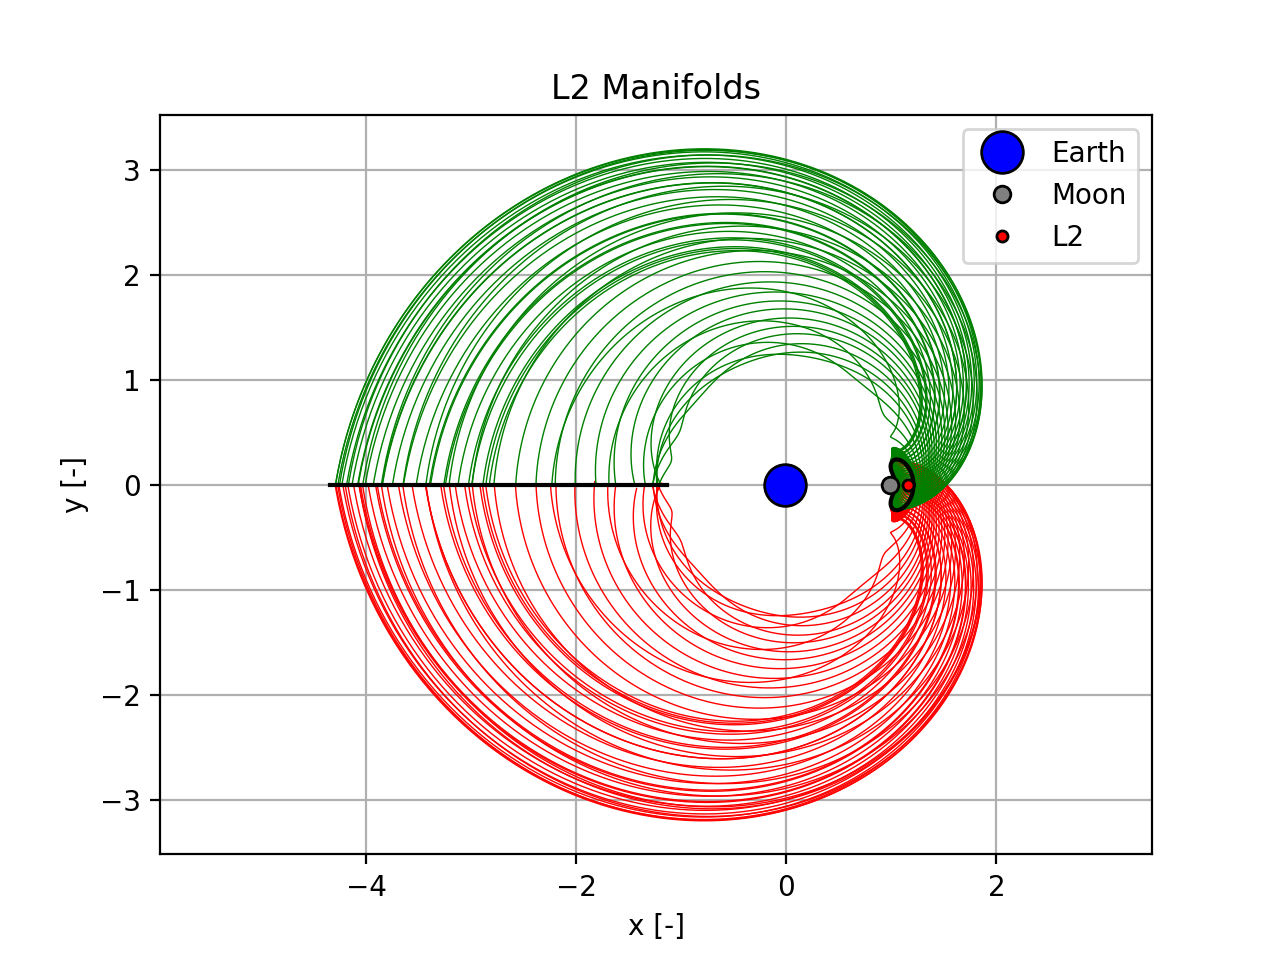 L2 Manifolds
Earth
Moon
L2
3
2
1
0
−1
−2
−3
y [-]
−4
−2
0
2
x [-]